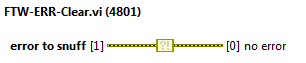 FTW-ERR-Clear.vi (4801)
error to snuff [1] ?! [0] no error